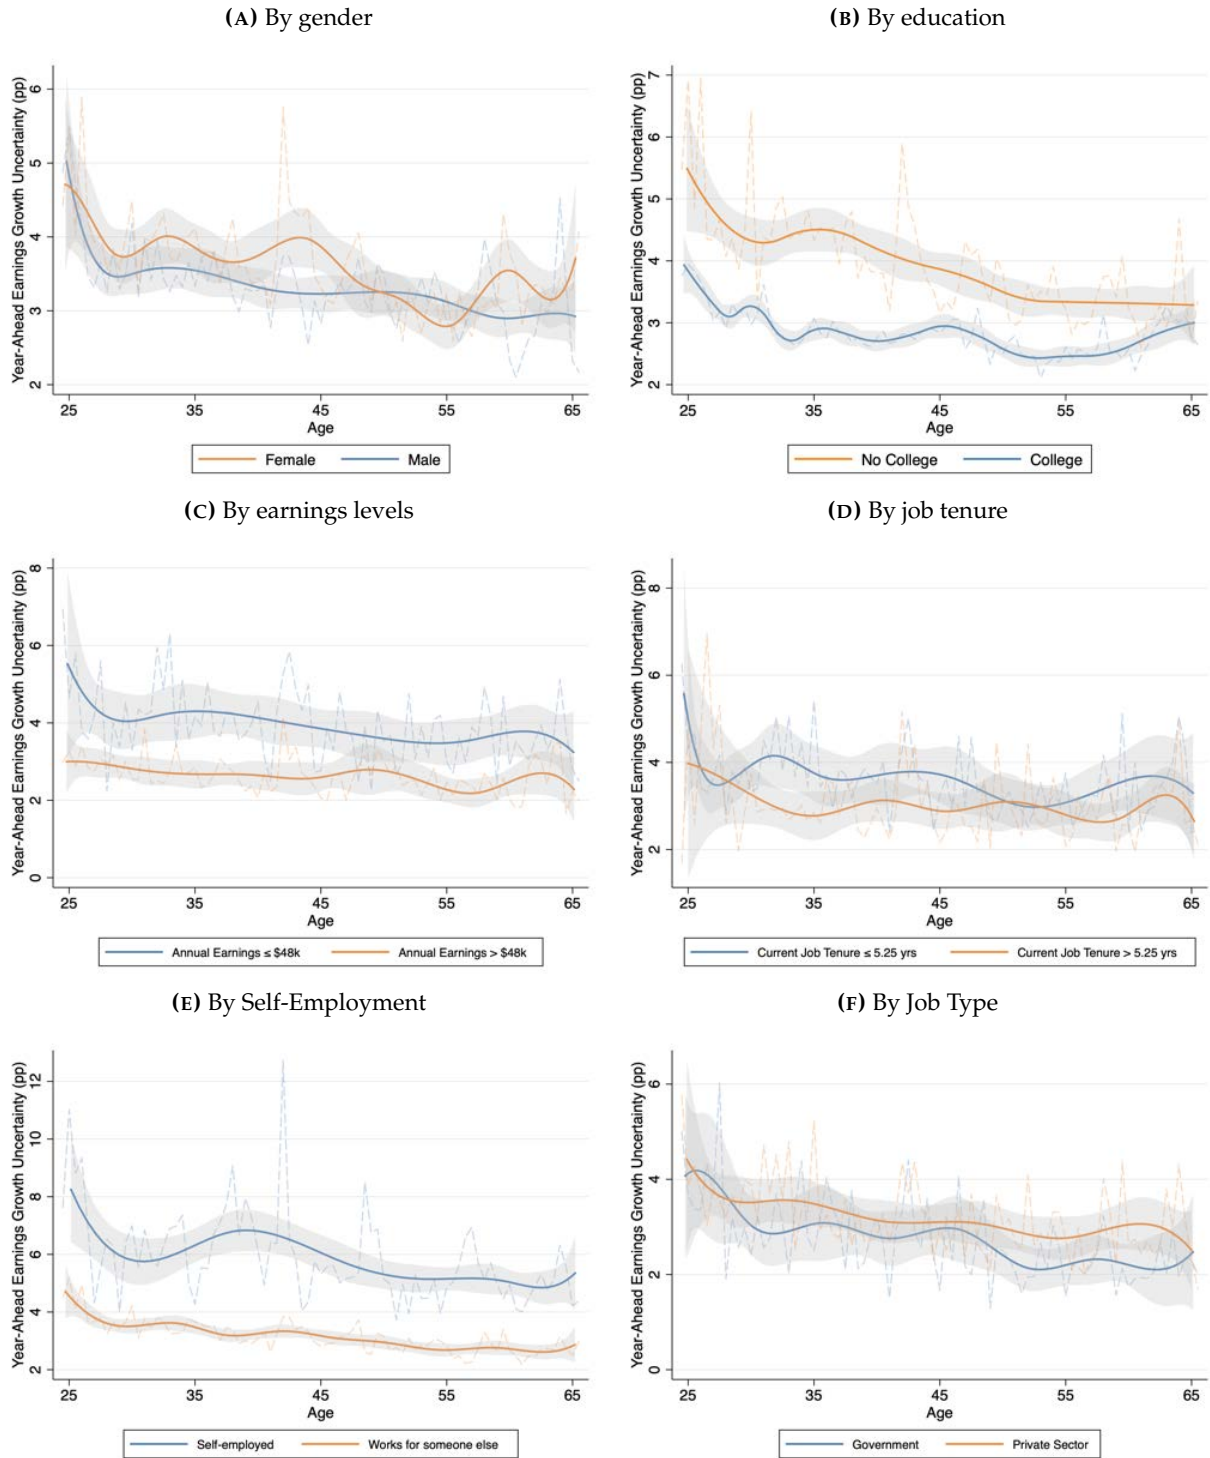 (A) By gender
Year-Ahead Earnings Growth Uncertainty (pp)
6
5
4
3
2
25 35 45 55 65
Age
Female Male
(B) By education
Year-Ahead Earnings Growth Uncertainty (pp)
7
6
5
4
3
2
25 35 45 55 65
Age
No College College
(C) By earnings levels
Year-Ahead Earnings Growth Uncertainty (pp)
8
6
4
2
0
25 35 45 55 65
Age
Annual Earnings ≤ $48k Annual Earnings > $48k
(D) By job tenure
Year-Ahead Earnings Growth Uncertainty (pp)
8
6
4
2
25 35 45 55 65
Age
Current Job Tenure ≤ 5.25 yrs Current Job Tenure > 5.25 yrs
(E) By Self-Employment
Year-Ahead Earnings Growth Uncertainty (pp)
12
10
8
6
4
2
25 35 45 55 65
Age
Self-employed Works for someone else
(F) By Job Type
Year-Ahead Earnings Growth Uncertainty (pp)
6
4
2
0
25 35 45 55 65
Age
Government Private Sector